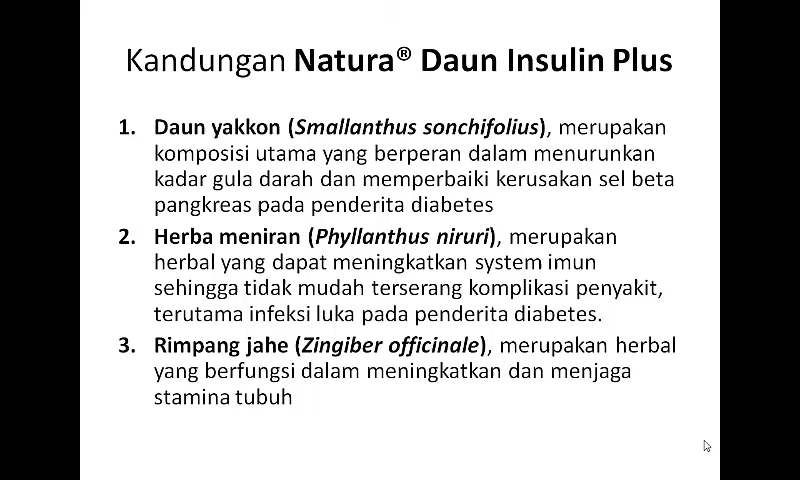 Kandungan Natura® Daun Insulin Plus
1. Daun yakkon (Smallanthus sonchifolius), merupakan
komposisi utama yang berperan dalam menurunkan
kadar gula darah dan memperbaiki kerusakan sel beta
pangkreas pada penderita diabetes
2. Herba meniran (Phyllanthus niruri), merupakan
herbal yang dapat meningkatkan system imun
sehingga tidak mudah terserang komplikasi penyakit,
terutama infeksi luka pada penderita diabetes.
3. Rimpang jahe (Zingiber officinale), merupakan herbal
yang berfungsi dalam meningkatkan dan menjaga
stamina tubuh